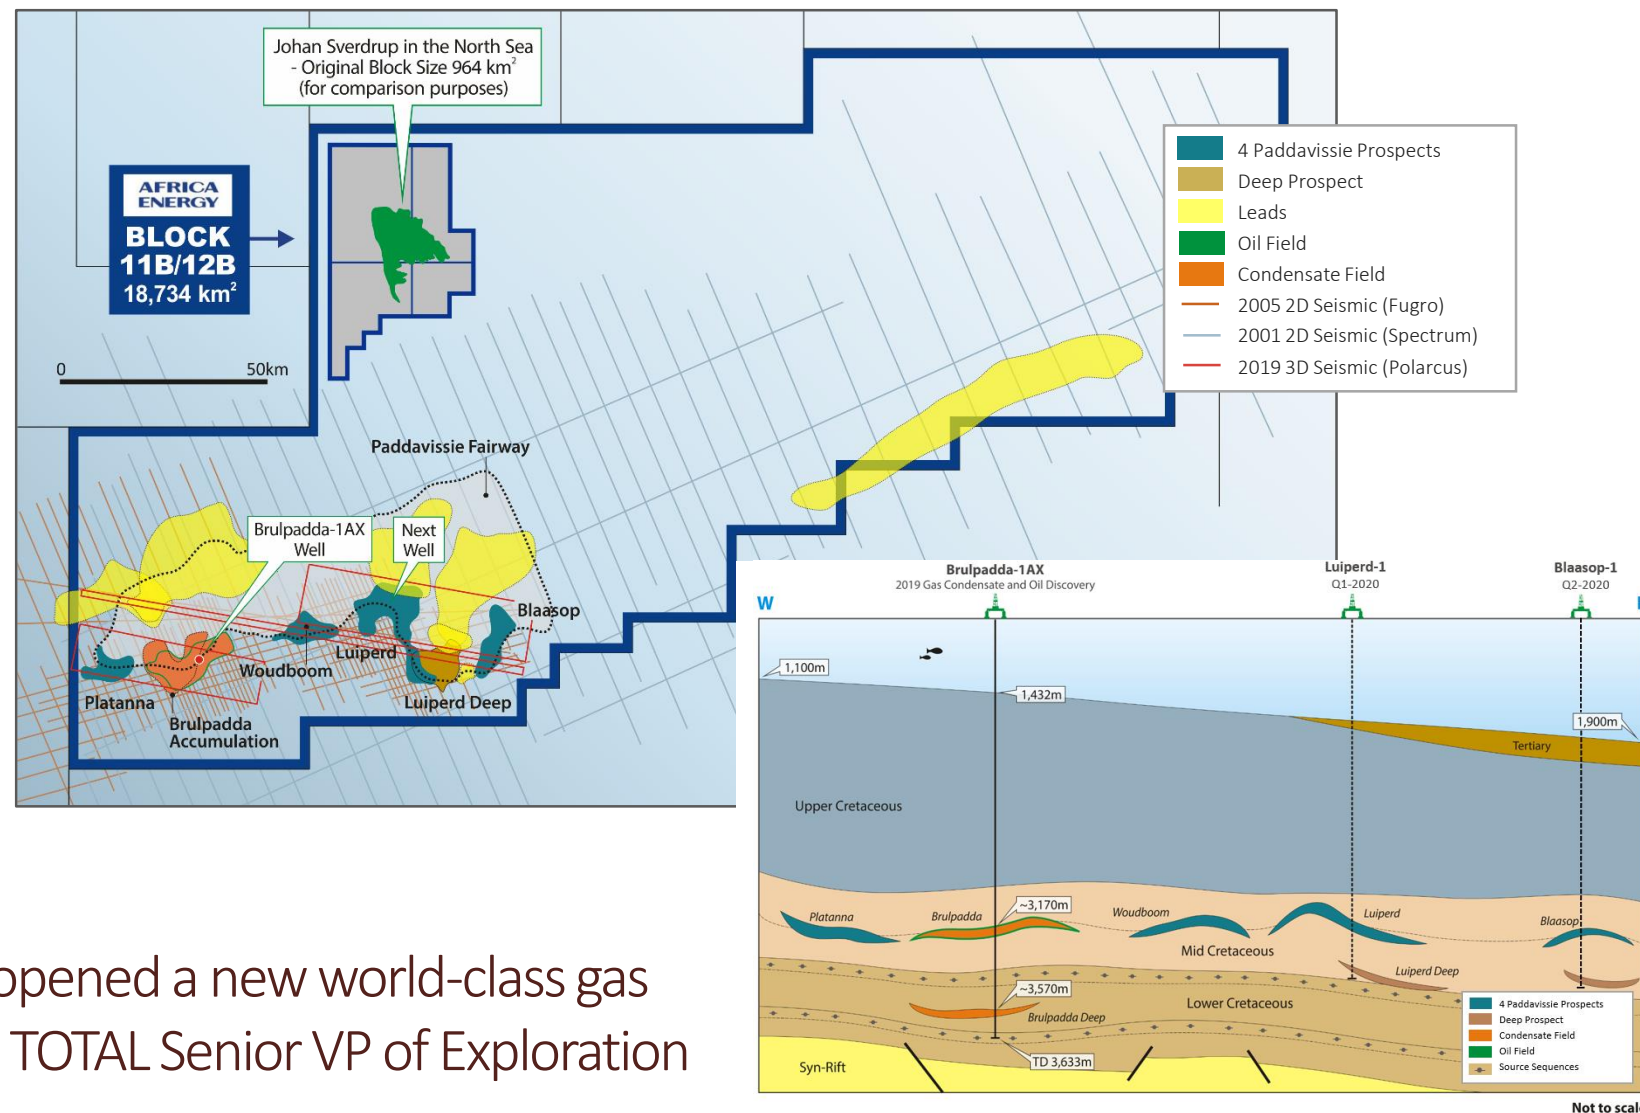 Johan Sverdrup in the North Sea
- Original Block Size 964 km²
(for comparison purposes)
AFRICA
ENERGY
BLOCK
11B/12B
18,734 km²
0 50km
4 Paddavissie Prospects
Deep Prospect
Leads
Oil Field
Condensate Field
2005 2D Seismic (Fugro)
2001 2D Seismic (Spectrum)
2019 3D Seismic (Polarcus)
Paddavissie Fairway
Brulpadda-1AX
Well
Next
Well
Blaasop
Luiperd
Woudboom
Platanna
Luiperd Deep
Brulpadda
Accumulation
Brulpadda-1AX
2019 Gas Condensate and Oil Discovery
Luiperd-1
Q1-2020
Blaasop-1
Q2-2020
W
1,100m
1,432m
1,900m
Tertiary
Upper Cretaceous
~3,170m
Platanna
Brulpadda
Woudboom
Luiperd
Blaasop
Mid Cretaceous
Luiperd Deep
~3,570m
Lower Cretaceous
Brulpadda Deep
TD 3,633m
Syn-Rift
4 Paddavissie Prospects
Deep Prospect
Condensate Field
Oil Field
Source Sequences
Not to scale
opened a new world-class gas
TOTAL Senior VP of Exploration